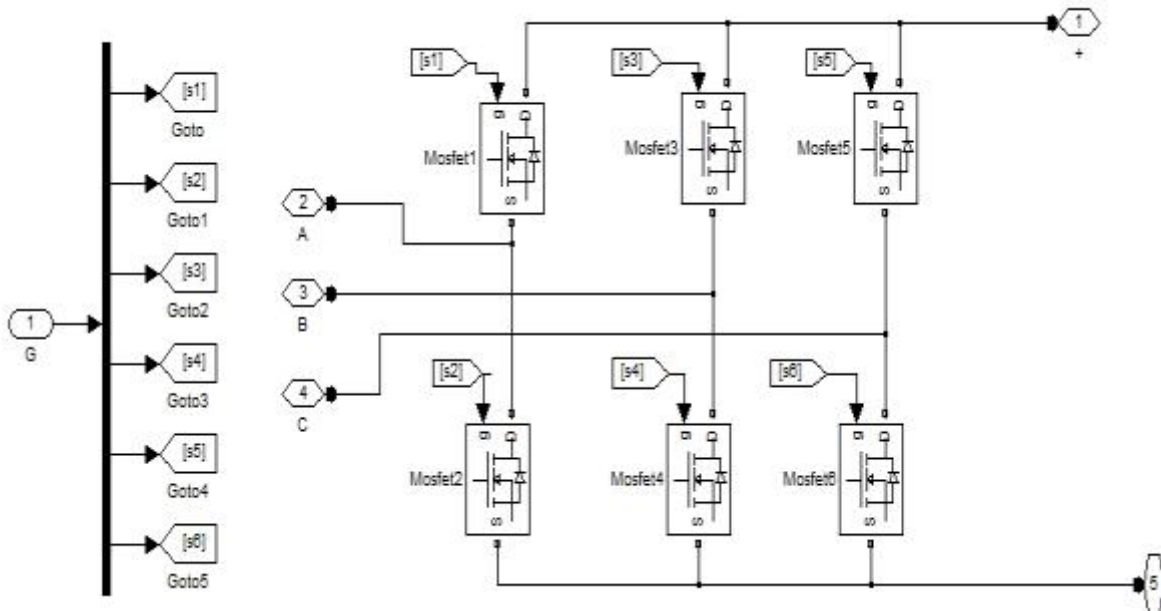 1
G
[s1]
Goto
[s2]
Goto1
[s3]
Goto2
[s4]
Goto3
[s5]
Goto4
[s6]
Goto5
1
+
[s1]
[s3]
[s5]
g D
g D
g D
Mosfet1
Mosfet3
Mosfet5
S
S
S
2
A
3
B
4
C
[s2]
[s4]
[s6]
g D
g D
g D
Mosfet2
Mosfet4
Mosfet6
S
S
S
5